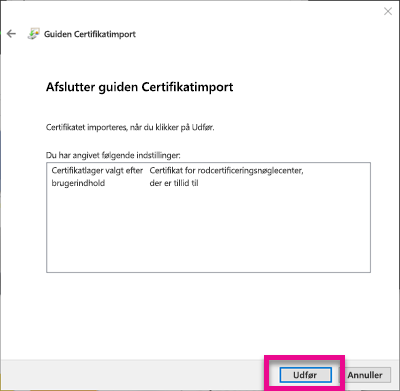 Guiden Certifikatimport
Afslutter guiden Certifikatimport
Certifikatet importeres, når du klikker på Udfør.
Du har angivet følgende indstillinger:
Certifikatlager valgt efter brugerindhold
Certifikat for rodcertificeringsnøglecenter, der er tillid til
Udfør
Annuller